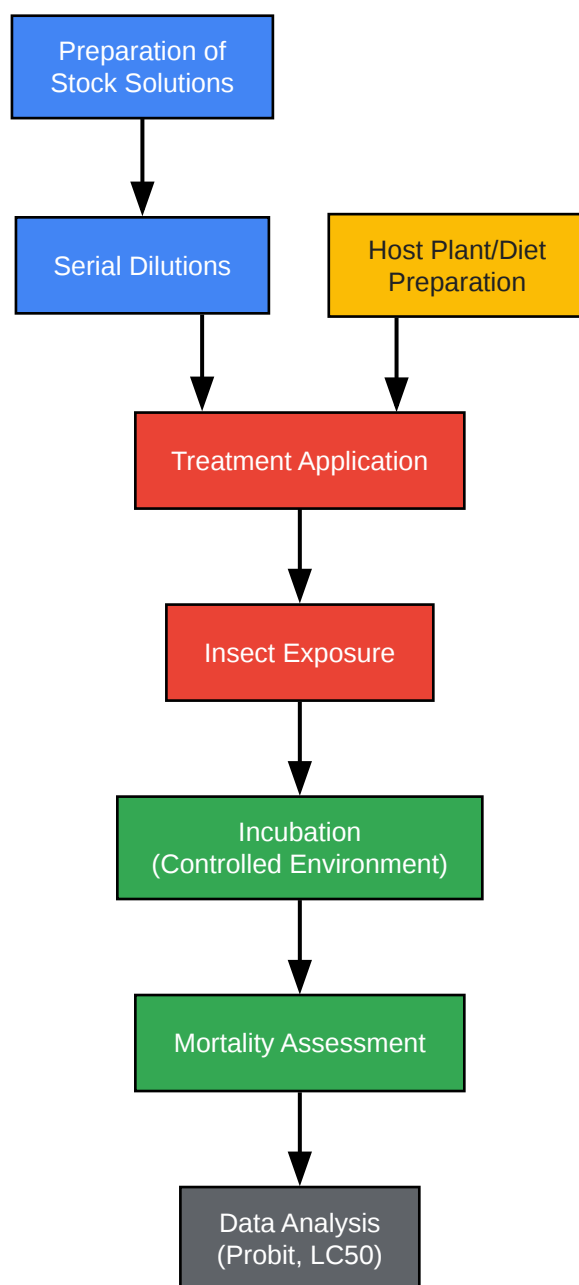 Preparation of
Stock Solutions
Serial Dilutions
Host Plant/Diet
Preparation
Treatment Application
Insect Exposure
Incubation
(Controlled Environment)
Mortality Assessment
Data Analysis
(Probit, LC50)